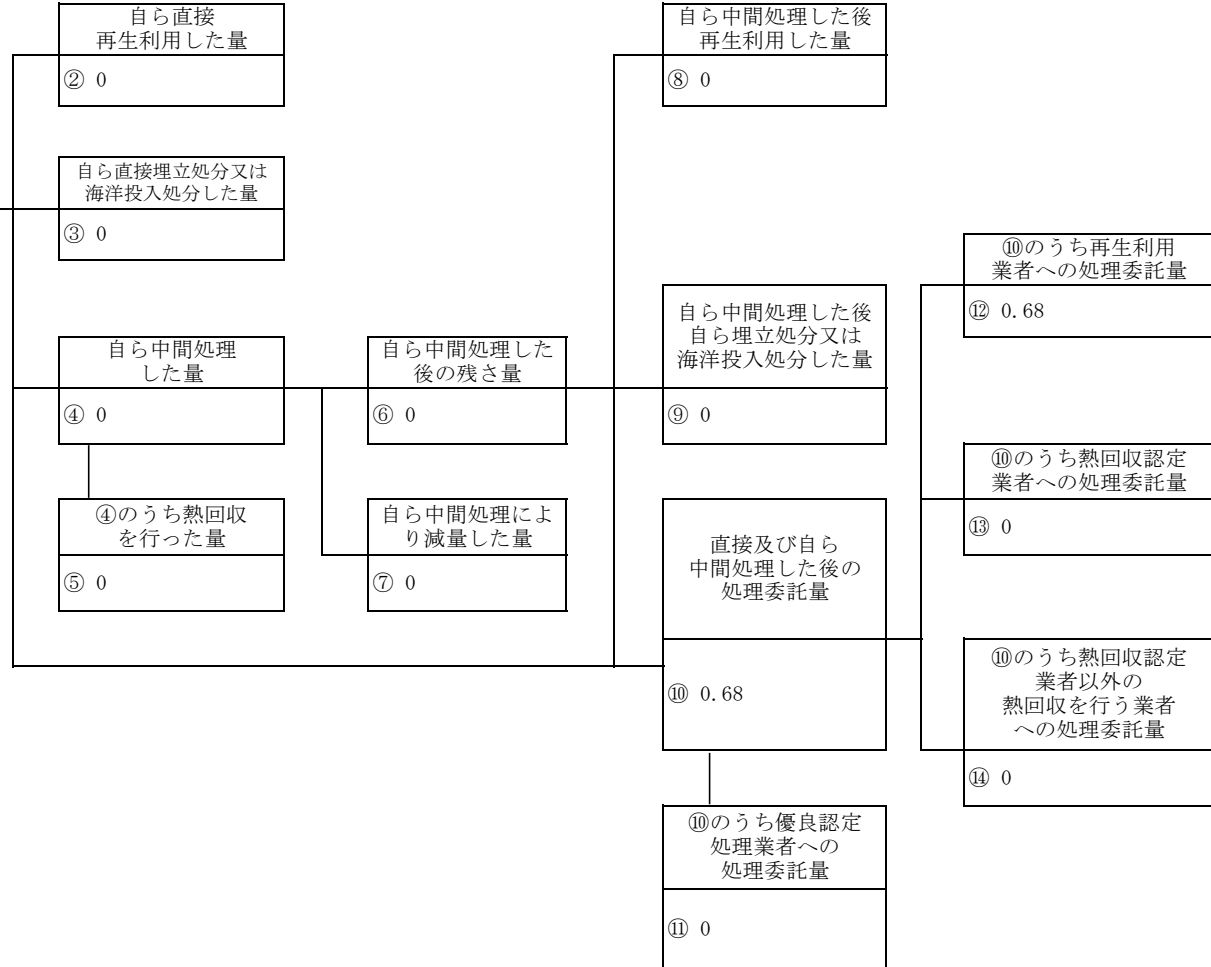 自ら直接
再生利用した量
② 0
自ら直接埋立処分又は
海洋投入処分した量
③ 0
自ら中間処理
した量
④ 0
④のうち熱回収
を行った量
⑤ 0
自ら中間処理した
後の残さ量
⑥ 0
自ら中間処理によ
り減量した量
⑦ 0
自ら中間処理した後
再生利用した量
⑧ 0
自ら中間処理した後
自ら埋立処分又は
海洋投入処分した量
⑨ 0
直接及び自ら
中間処理した後の
処理委託量
⑩ 0.68
⑩のうち優良認定
処理業者への
処理委託量
⑪ 0
⑩のうち再生利用
業者への処理委託量
⑫ 0.68
⑩のうち熱回収認定
業者への処理委託量
⑬ 0
⑩のうち熱回収認定
業者以外の
熱回収を行う業者
への処理委託量
⑭ 0